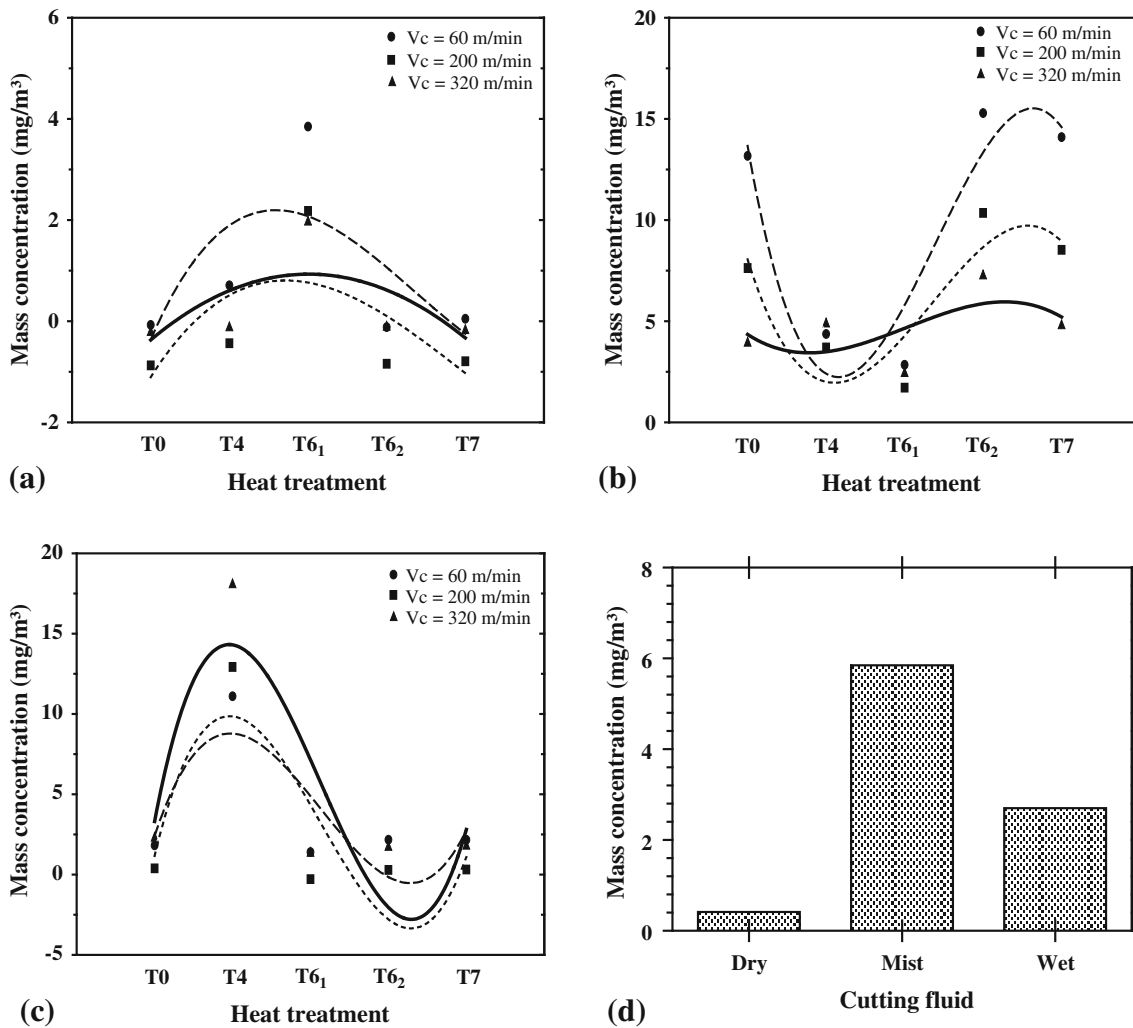 6
4
2
0
-2
Mass concentration (mg/m³)
Vc = 60 m/min
Vc = 200 m/min
Vc = 320 m/min
T0 T4 T6₁ T6₂ T7
Heat treatment
(a)
20
15
10
5
0
Mass concentration (mg/m³)
Vc = 60 m/min
Vc = 200 m/min
Vc = 320 m/min
T0 T4 T6₁ T6₂ T7
Heat treatment
(b)
20
15
10
5
0
-5
Mass concentration (mg/m³)
Vc = 60 m/min
Vc = 200 m/min
Vc = 320 m/min
T0 T4 T6₁ T6₂ T7
Heat treatment
(c)
8
6
4
2
0
Mass concentration (mg/m³)
Dry Mist Wet
Cutting fluid
(d)